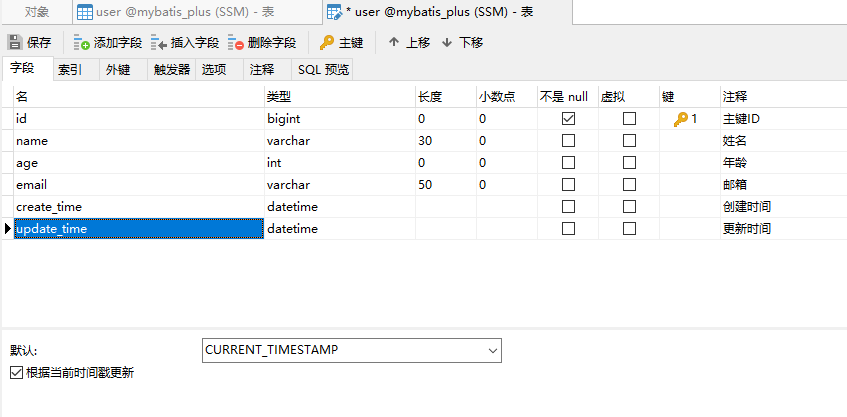 对象 user @mybatis_plus (SSM) - 表 * user @mybatis_plus (SSM) - 表
保存 添加字段 插入字段 删除字段 主键 上移 下移
字段 索引 外键 触发器 选项 注释 SQL 预览
名 类型 长度 小数点 不是 null 虚拟 键 注释
id bigint 0 0 1 主键ID
name varchar 30 0 姓名
age int 0 0 年龄
email varchar 50 0 邮箱
create_time datetime 创建时间
update_time datetime 更新时间
默认: CURRENT_TIMESTAMP
根据当前时间戳更新